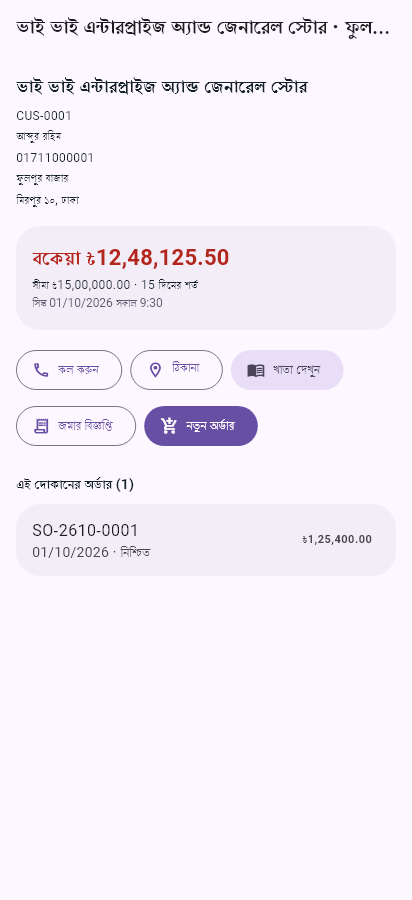 ভাই ভাই এন্টারপ্রাইজ অ্যান্ড জেনারেল স্টোর · ফুল...
ভাই ভাই এন্টারপ্রাইজ অ্যান্ড জেনারেল স্টোর
CUS-0001
আব্দুর রহিম
01711000001
ফুলপুর বাজার
মিরপুর ১০, ঢাকা
বকেয়া ৳12,48,125.50
সীমা ৳15,00,000.00 · 15 দিনের শর্ত
সিঙ্ক 01/10/2026 সকাল 9:30
কল করুন
ঠিকানা
খাতা দেখুন
জমার বিজ্ঞপ্তি
নতুন অর্ডার
এই দোকানের অর্ডার (1)
SO-2610-0001
৳1,25,400.00
01/10/2026 · নিশ্চিত